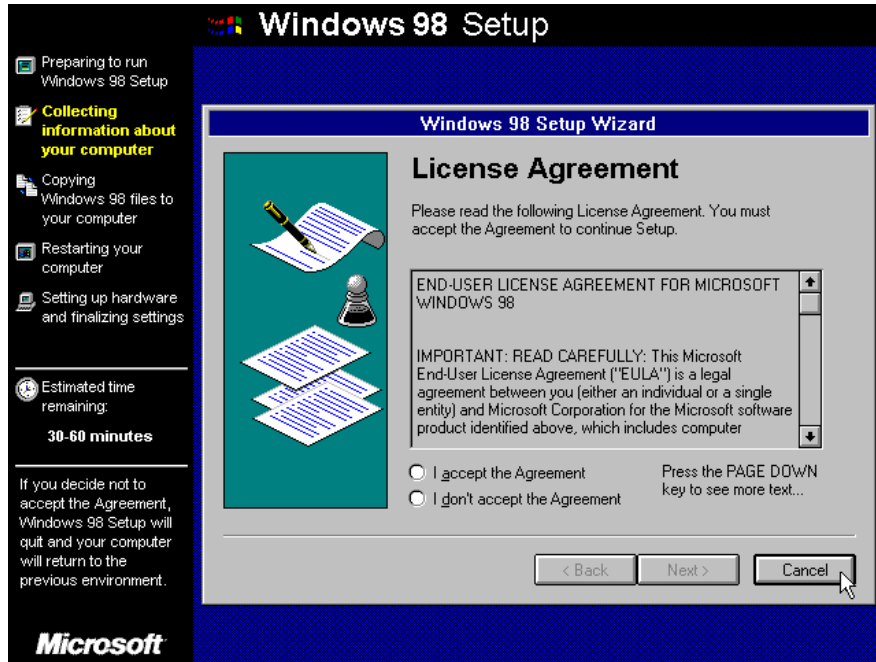 Windows 98 Setup
Preparing to run
Windows 98 Setup
Collecting
information about
your computer
Copying
Windows 98 files to
your computer
Restarting your
computer
Setting up hardware
and finalizing settings
Estimated time
remaining:
30-60 minutes
If you decide not to
accept the Agreement,
Windows 98 Setup will
quit and your computer
will return to the
previous environment.
Microsoft
Windows 98 Setup Wizard
License Agreement
Please read the following License Agreement. You must
accept the Agreement to continue Setup.
END-USER LICENSE AGREEMENT FOR MICROSOFT
WINDOWS 98
IMPORTANT: READ CAREFULLY: This Microsoft
End-User License Agreement ("EULA") is a legal
agreement between you (either an individual or a single
entity) and Microsoft Corporation for the Microsoft software
product identified above, which includes computer
I accept the Agreement
I don't accept the Agreement
Press the PAGE DOWN
key to see more text...
< Back
Next >
Cancel